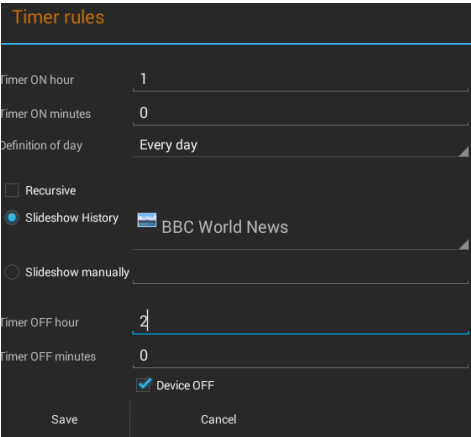 Timer rules
Timer ON hour 1
Timer ON minutes 0
Definition of day Every day
Recursive
Slideshow History BBC World News
Slideshow manually
Timer OFF hour 2
Timer OFF minutes 0
Device OFF
Save Cancel